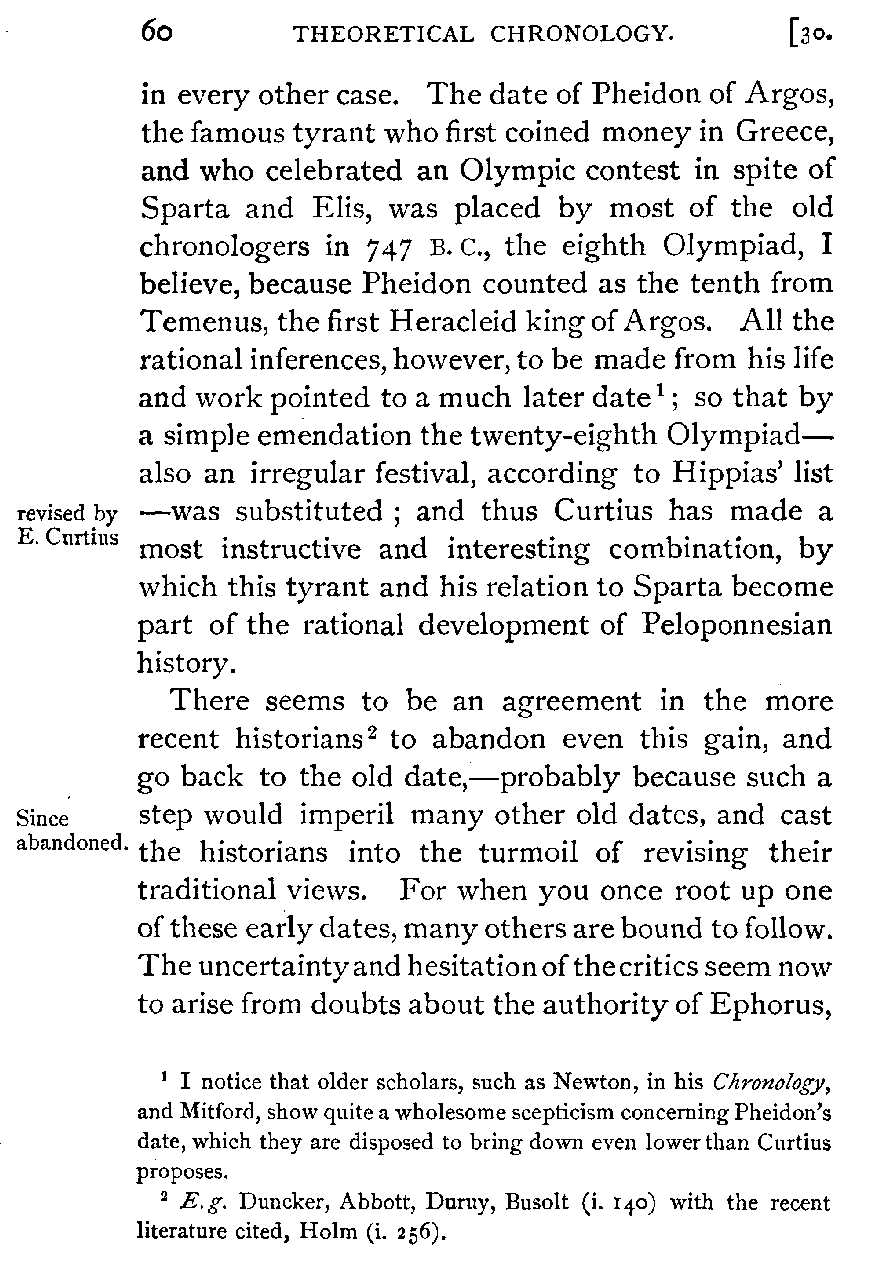 60 THEORETICAL CHRONOLOGY. [30.
in every other case. The date of Pheidon of Argos,
the famous tyrant who first coined money in Greece,
and who celebrated an Olympic contest in spite of
Sparta and Elis, was placed by most of the old
chronologers in 747 B. C., the eighth Olympiad, I
believe, because Pheidon counted as the tenth from
Temenus, the first Heracleid king of Argos. All the
rational inferences, however, to be made from his life
and work pointed to a much later date¹; so that by
a simple emendation the twenty-eighth Olympiad—
also an irregular festival, according to Hippias' list
revised by
E. Curtius
—was substituted ; and thus Curtius has made a
most instructive and interesting combination, by
which this tyrant and his relation to Sparta become
part of the rational development of Peloponnesian
history.
There seems to be an agreement in the more
recent historians² to abandon even this gain, and
go back to the old date,—probably because such a
Since
abandoned.
step would imperil many other old dates, and cast
the historians into the turmoil of revising their
traditional views. For when you once root up one
of these early dates, many others are bound to follow.
The uncertainty and hesitation of the critics seem now
to arise from doubts about the authority of Ephorus,
¹ I notice that older scholars, such as Newton, in his Chronology,
and Mitford, show quite a wholesome scepticism concerning Pheidon's
date, which they are disposed to bring down even lower than Curtius
proposes.
² E.g. Duncker, Abbott, Duruy, Busolt (i. 140) with the recent
literature cited, Holm (i. 256).